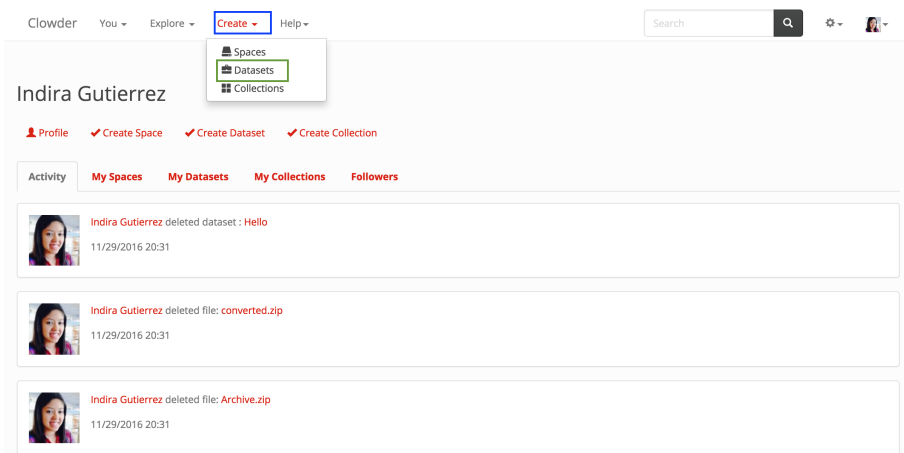 Clowder You Explore Create Help Search
Spaces
Datasets
Collections
Indira Gutierrez
Profile Create Space Create Dataset Create Collection
Activity My Spaces My Datasets My Collections Followers
Indira Gutierrez deleted dataset : Hello
11/29/2016 20:31
Indira Gutierrez deleted file: converted.zip
11/29/2016 20:31
Indira Gutierrez deleted file: Archive.zip
11/29/2016 20:31